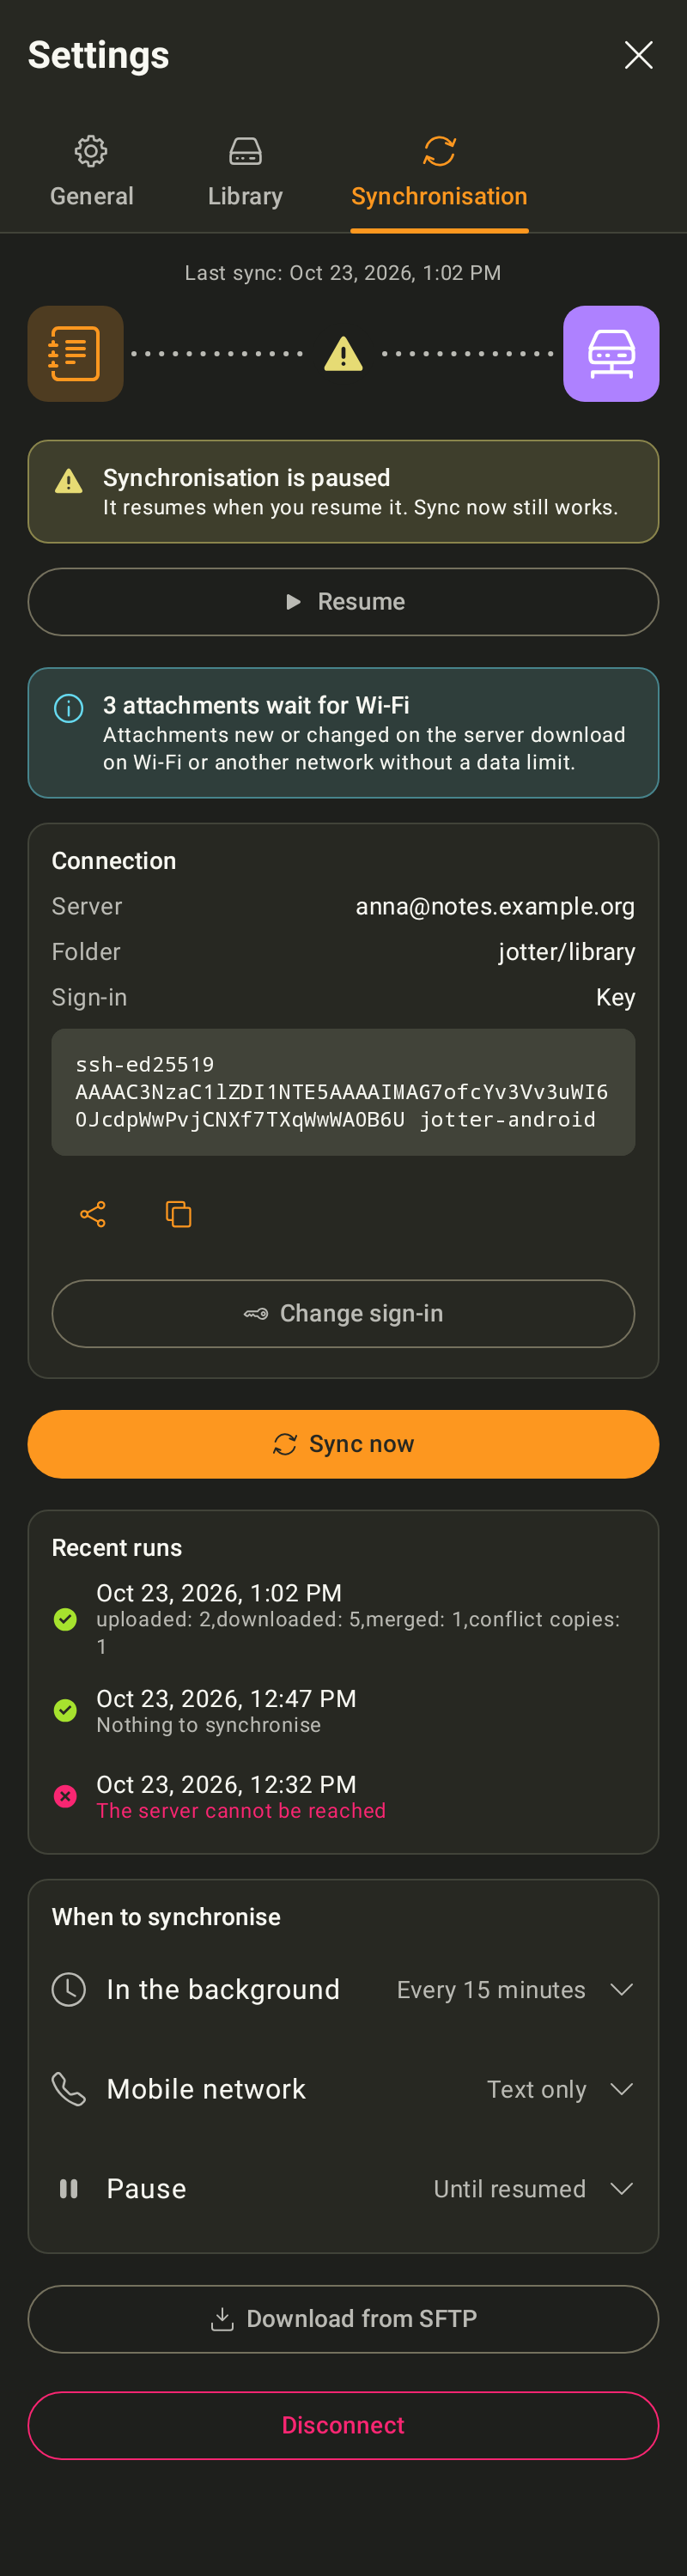 Settings
General
Library
Synchronisation
Last sync: Oct 23, 2026, 1:02 PM
Synchronisation is paused
It resumes when you resume it. Sync now still works.
Resume
3 attachments wait for Wi-Fi
Attachments new or changed on the server download
on Wi-Fi or another network without a data limit.
Connection
Server anna@notes.example.org
Folder jotter/library
Sign-in Key
ssh-ed25519
AAAAC3NzaC1lZDI1NTE5AAAAIMAG7ofcYv3Vv3uWI6
OJcdpWwPvjCNXf7TXqWwWAOB6U jotter-android
Change sign-in
Sync now
Recent runs
Oct 23, 2026, 1:02 PM
uploaded: 2,downloaded: 5,merged: 1,conflict copies:
1
Oct 23, 2026, 12:47 PM
Nothing to synchronise
Oct 23, 2026, 12:32 PM
The server cannot be reached
When to synchronise
In the background Every 15 minutes
Mobile network Text only
Pause Until resumed
Download from SFTP
Disconnect